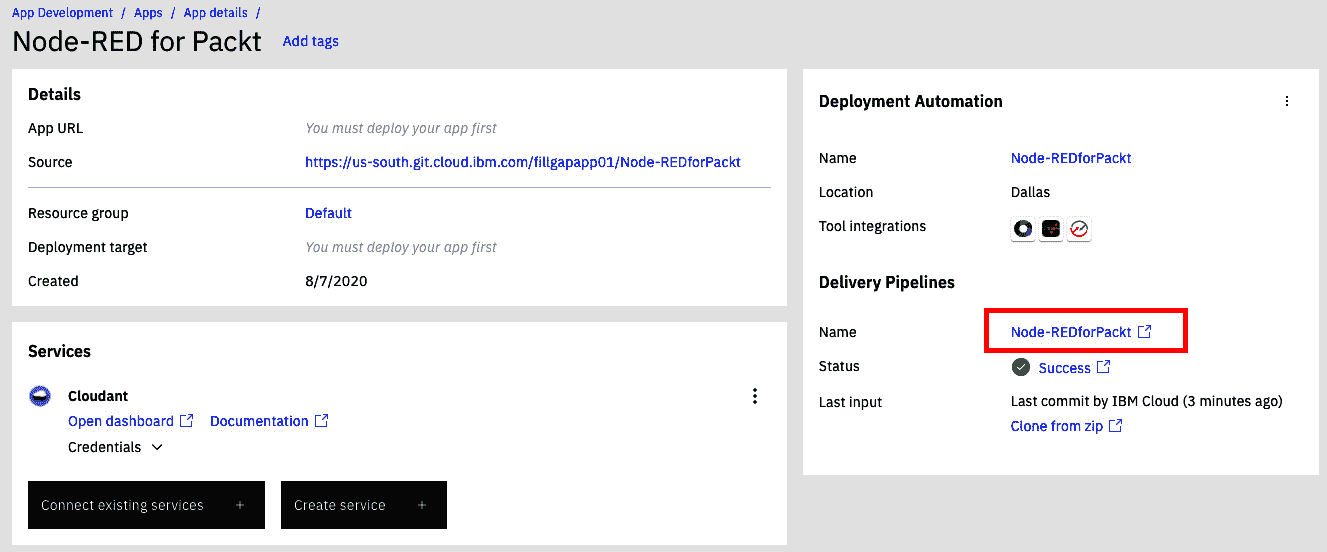 App Development / Apps / App details /
Node-RED for Packt Add tags
Details
App URL You must deploy your app first
Source https://us-south.git.cloud.ibm.com/fillgapapp01/Node-REDforPackt
Resource group Default
Deployment target You must deploy your app first
Created 8/7/2020
Services
Cloudant
Open dashboard Documentation
Credentials
Connect existing services +
Create service +
Deployment Automation
Name Node-REDforPackt
Location Dallas
Tool integrations
Delivery Pipelines
Name Node-REDforPackt
Status Success
Last input Last commit by IBM Cloud (3 minutes ago)
Clone from zip